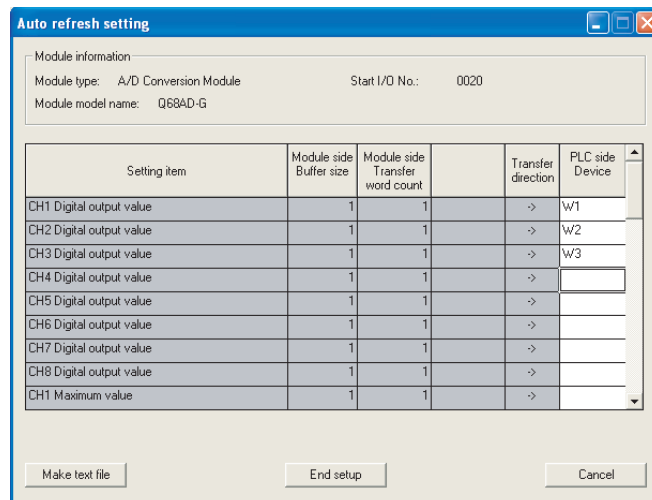 Auto refresh setting
Module information
Module type: A/D Conversion Module Start I/O No.: 0020
Module model name: Q68AD-G
Setting item Module side Buffer size Module side Transfer word count Transfer direction PLC side Device
CH1 Digital output value 1 1 -> W1
CH2 Digital output value 1 1 -> W2
CH3 Digital output value 1 1 -> W3
CH4 Digital output value 1 1 ->
CH5 Digital output value 1 1 ->
CH6 Digital output value 1 1 ->
CH7 Digital output value 1 1 ->
CH8 Digital output value 1 1 ->
CH1 Maximum value 1 1 ->
Make text file End setup Cancel